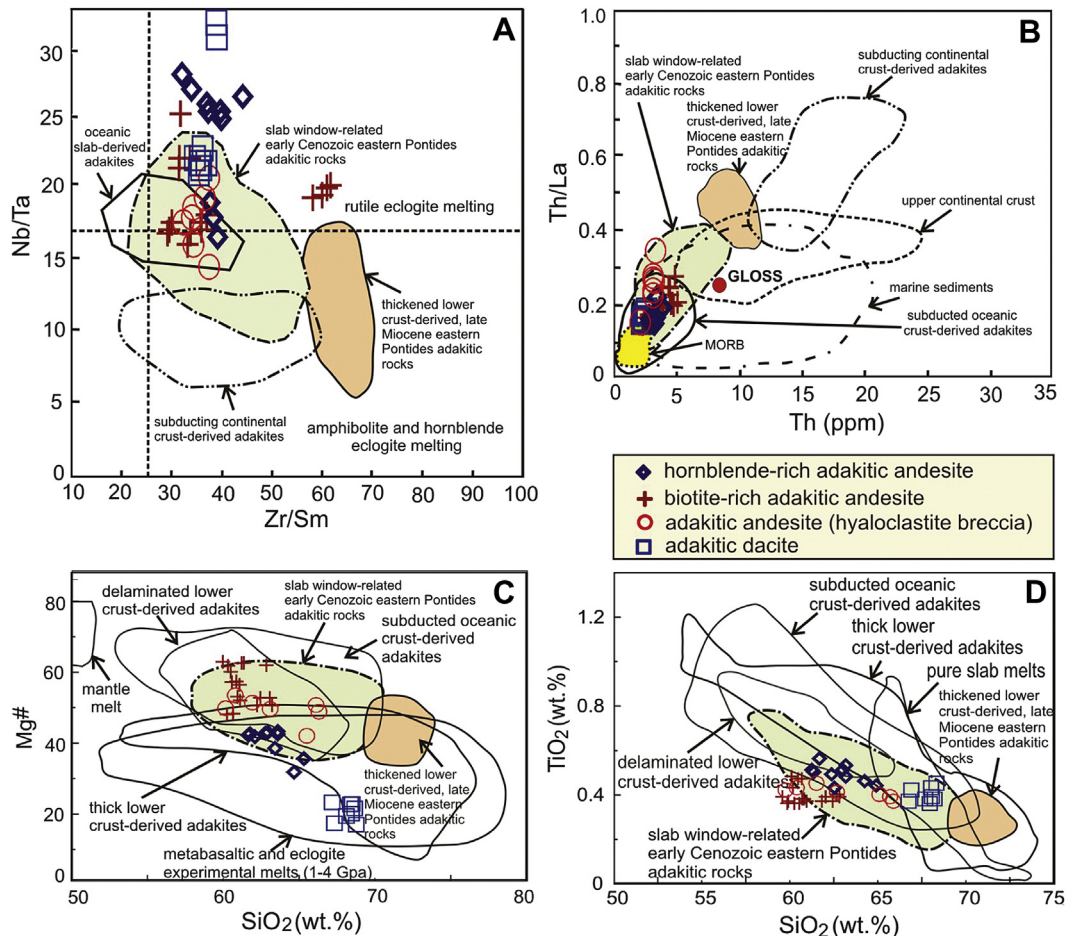 A
Nb/Ta
30
25
20
15
10
5
0
10
20
30
40
50
60
70
80
90
100
Zr/Sm
oceanic
slab-derived
adakites
slab window-related
early Cenozoic eastern Pontides
adakitic rocks
rutile eclogite melting
thickened lower
crust-derived, late
Miocene eastern
Pontides adakitic
rocks
subducting continental
crust-derived adakites
amphibolite and hornblende
eclogite melting
B
Th/La
1.0
0.8
0.6
0.4
0.2
0
0
5
10
15
20
25
30
35
Th (ppm)
slab window-related
early Cenozoic eastern Pontides
adakitic rocks
thickened lower
crust-derived, late
Miocene eastern
Pontides adakitic
rocks
subducting continental
crust-derived adakites
upper continental crust
GLOSS
marine sediments
subducted oceanic
crust-derived adakites
MORB
hornblende-rich adakitic andesite
biotite-rich adakitic andesite
adakitic andesite (hyaloclastite breccia)
adakitic dacite
C
Mg#
80
60
40
20
0
50
60
70
80
SiO2 (wt.%)
delaminated lower
crust-derived adakites
slab window-related
early Cenozoic eastern Pontides
adakitic rocks
subducted oceanic
crust-derived
adakites
mantle
melt
thick lower
crust-derived adakites
thickened lower
crust-derived, late
Miocene eastern
Pontides adakitic
rocks
metabasaltic and eclogite
experimental melts (1-4 Gpa)
D
TiO2 (wt.%)
1.2
0.8
0.4
0
50
55
60
65
70
75
SiO2 (wt.%)
subducted oceanic
crust-derived adakites
thick lower
crust-derived adakites
pure slab melts
thickened lower
crust-derived, late
Miocene eastern
Pontides adakitic
rocks
delaminated lower
crust-derived adakites
slab window-related
early Cenozoic eastern Pontides
adakitic rocks